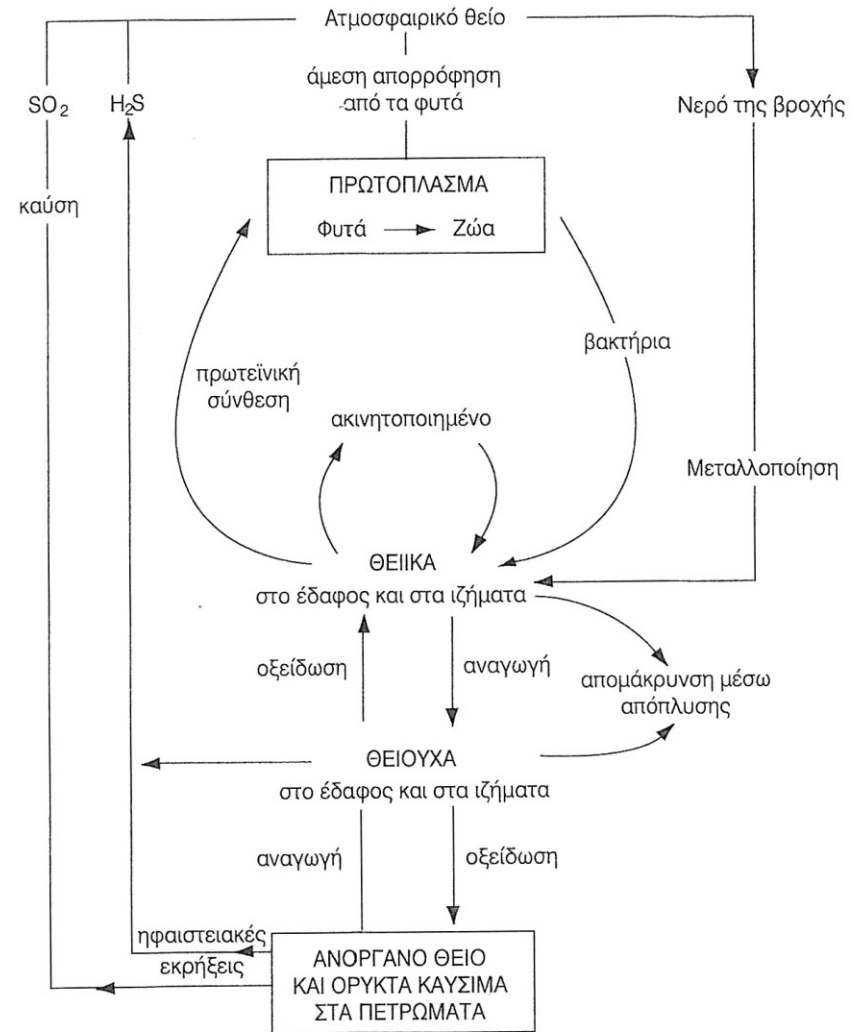 Ατμοσφαιρικό θείο
άμεση απορρόφηση
από τα φυτά
SO₂
H₂S
Νερό της βροχής
ΠΡΩΤΟΠΛΑΣΜΑ
Φυτά
Ζώα
καύση
βακτήρια
πρωτεϊνική
σύνθεση
ακινητοποιημένο
Μεταλλοποίηση
ΘΕΙΙΚΑ
στο έδαφος και στα ιζήματα
οξείδωση
αναγωγή
απομάκρυνση μέσω
απόπλυσης
ΘΕΙΟΥΧΑ
στο έδαφος και στα ιζήματα
αναγωγή
οξείδωση
ηφαιστειακές
εκρήξεις
ΑΝΟΡΓΑΝΟ ΘΕΙΟ
ΚΑΙ ΟΡΥΚΤΑ ΚΑΥΣΙΜΑ
ΣΤΑ ΠΕΤΡΩΜΑΤΑ